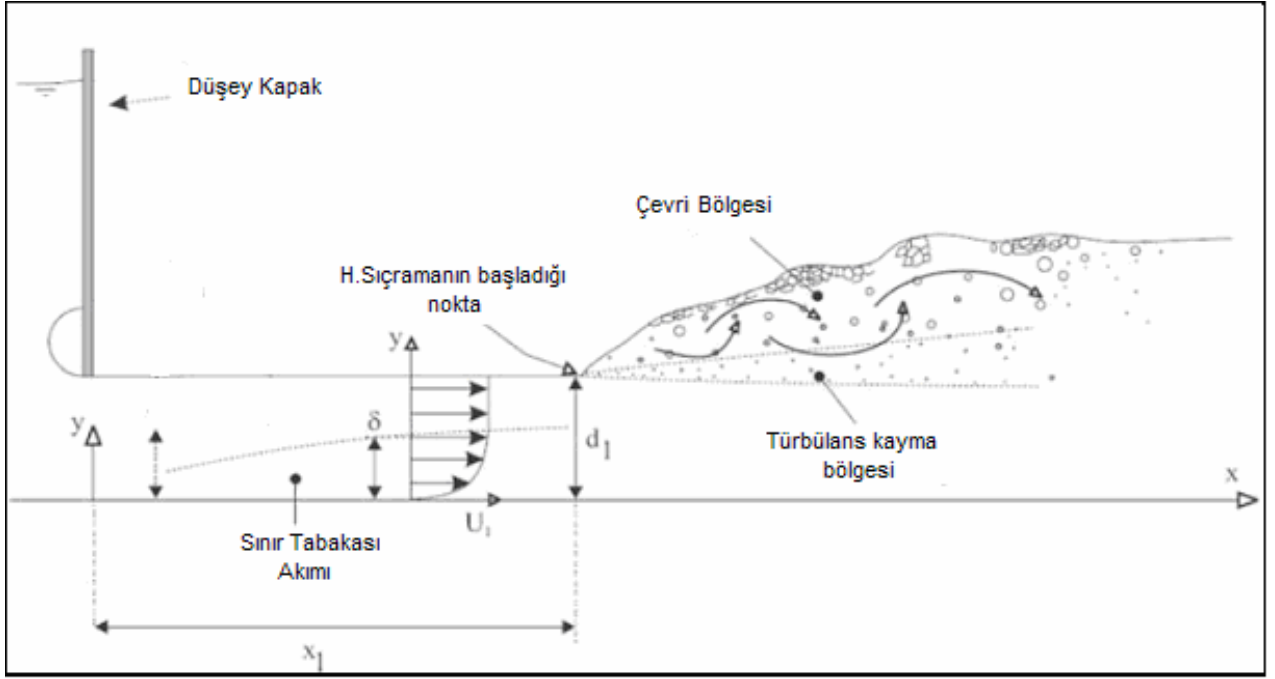 Düşey Kapak
Çevri Bölgesi
H.Sıçramanın başladığı
nokta
y
y
δ
d1
Türbülans kayma
bölgesi
x
U1
Sınır Tabakası
Akımı
x1